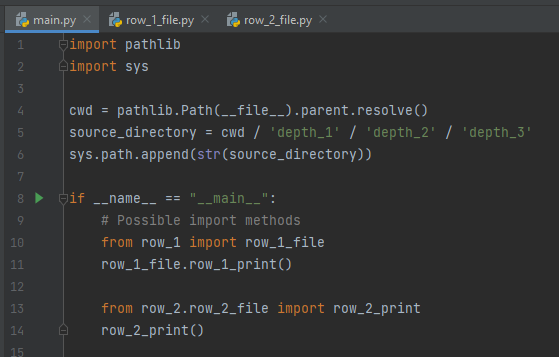 main.py row_1_file.py row_2_file.py
1 import pathlib
2 import sys
3
4 cwd = pathlib.Path(__file__).parent.resolve()
5 source_directory = cwd / 'depth_1' / 'depth_2' / 'depth_3'
6 sys.path.append(str(source_directory))
7
8 if __name__ == "__main__":
9     # Possible import methods
10     from row_1 import row_1_file
11     row_1_file.row_1_print()
12
13     from row_2.row_2_file import row_2_print
14     row_2_print()
15